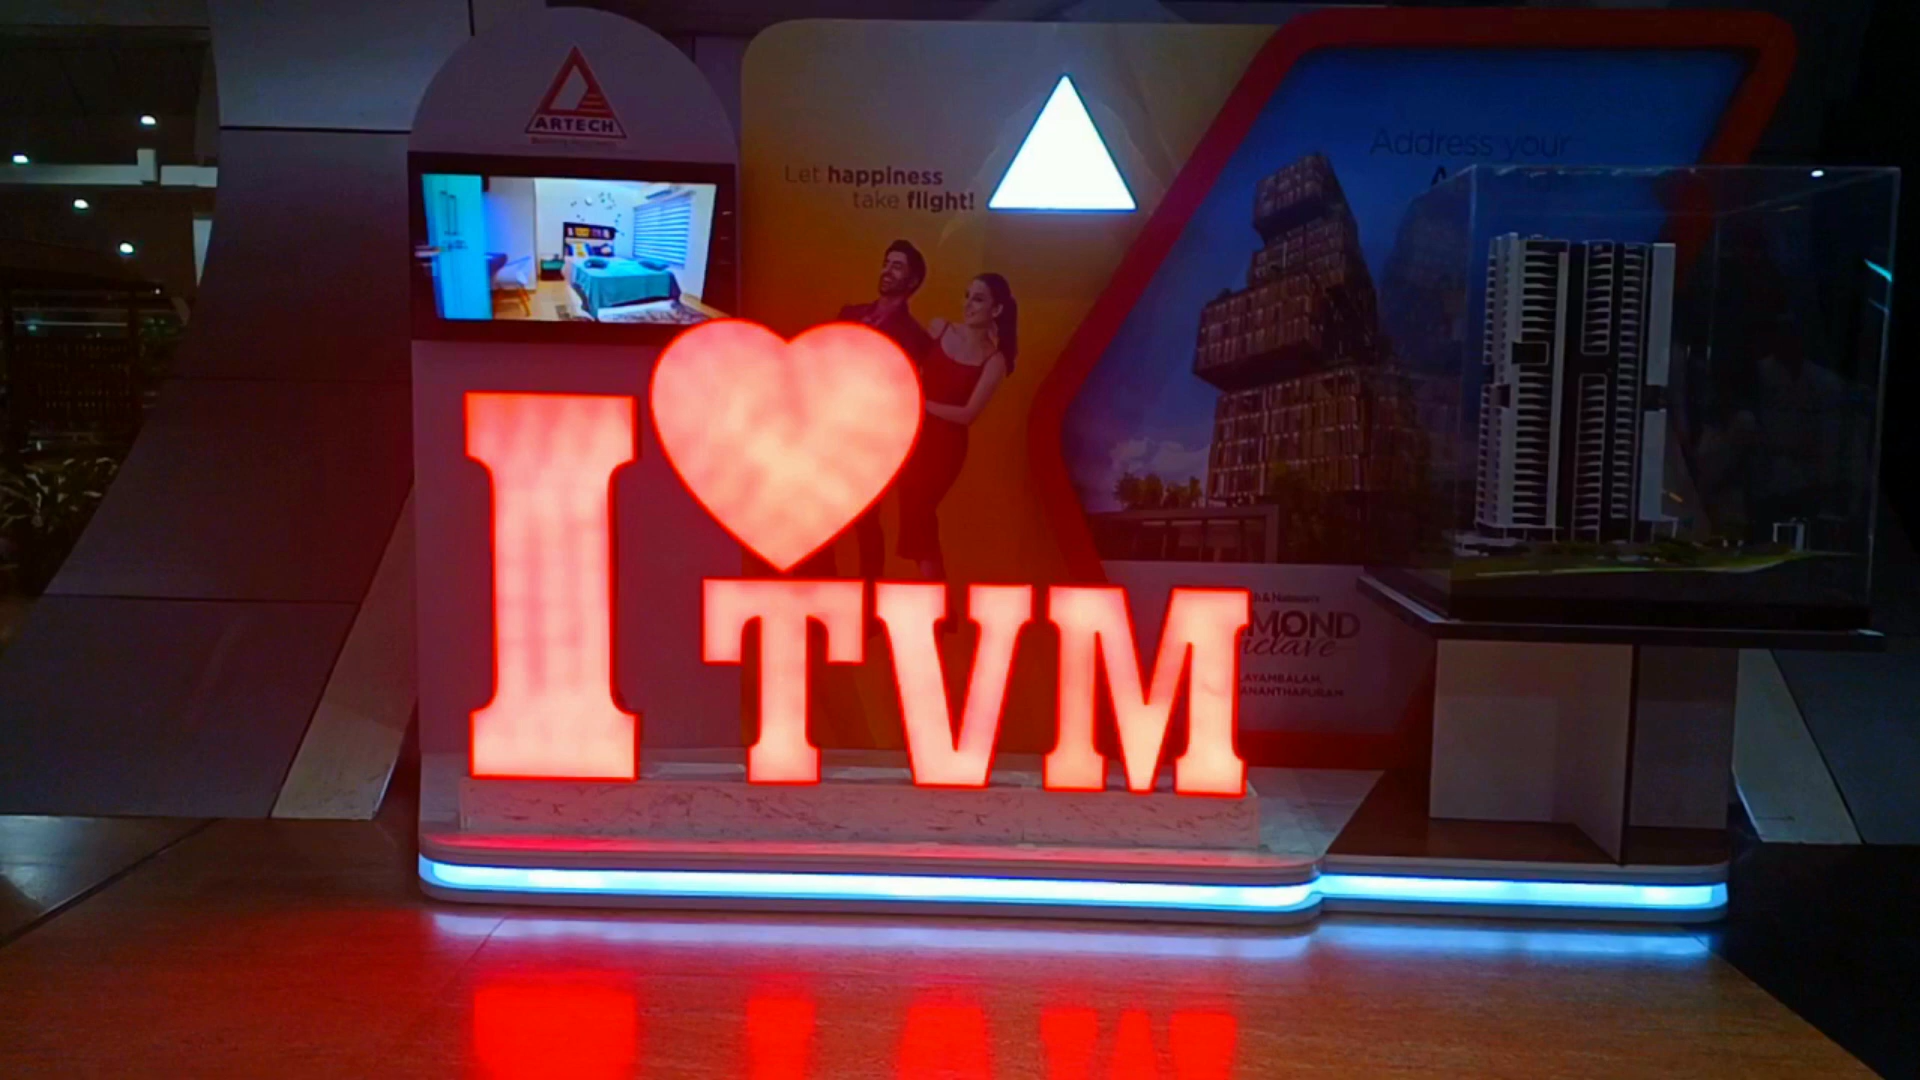 ARTECH
Let happiness
take flight!
Address your
I
TVM
MOND
LAYAMBALAM,
ANANTHAPURAM